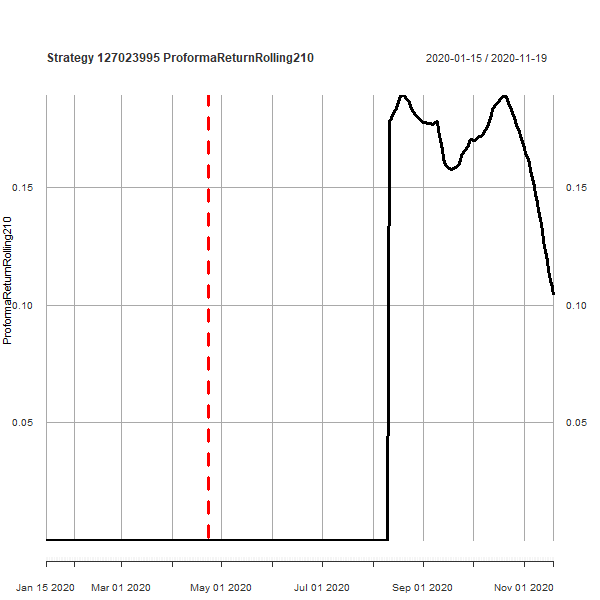 Strategy 127023995 ProformaReturnRolling210
2020-01-15 / 2020-11-19
ProformaReturnRolling210
0.15
0.15
0.10
0.10
0.05
0.05
Jan 15 2020
Mar 01 2020
May 01 2020
Jul 01 2020
Sep 01 2020
Nov 01 2020